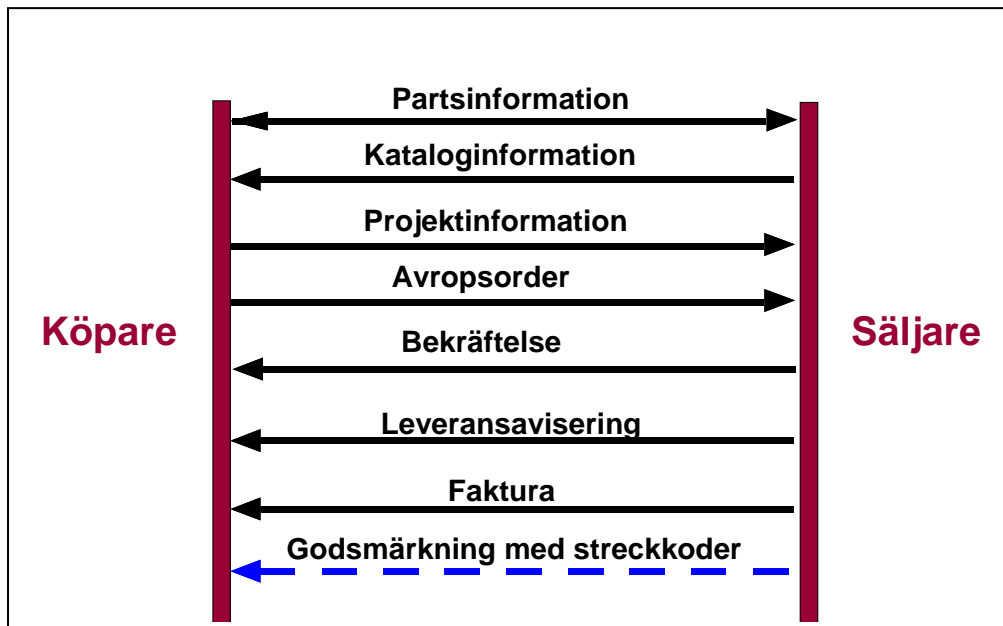 Partsinformation
Kataloginformation
Projektinformation
Avropsorder
Köpare
Säljare
Bekräftelse
Leveransavisering
Faktura
Godsmärkning med streckkoder